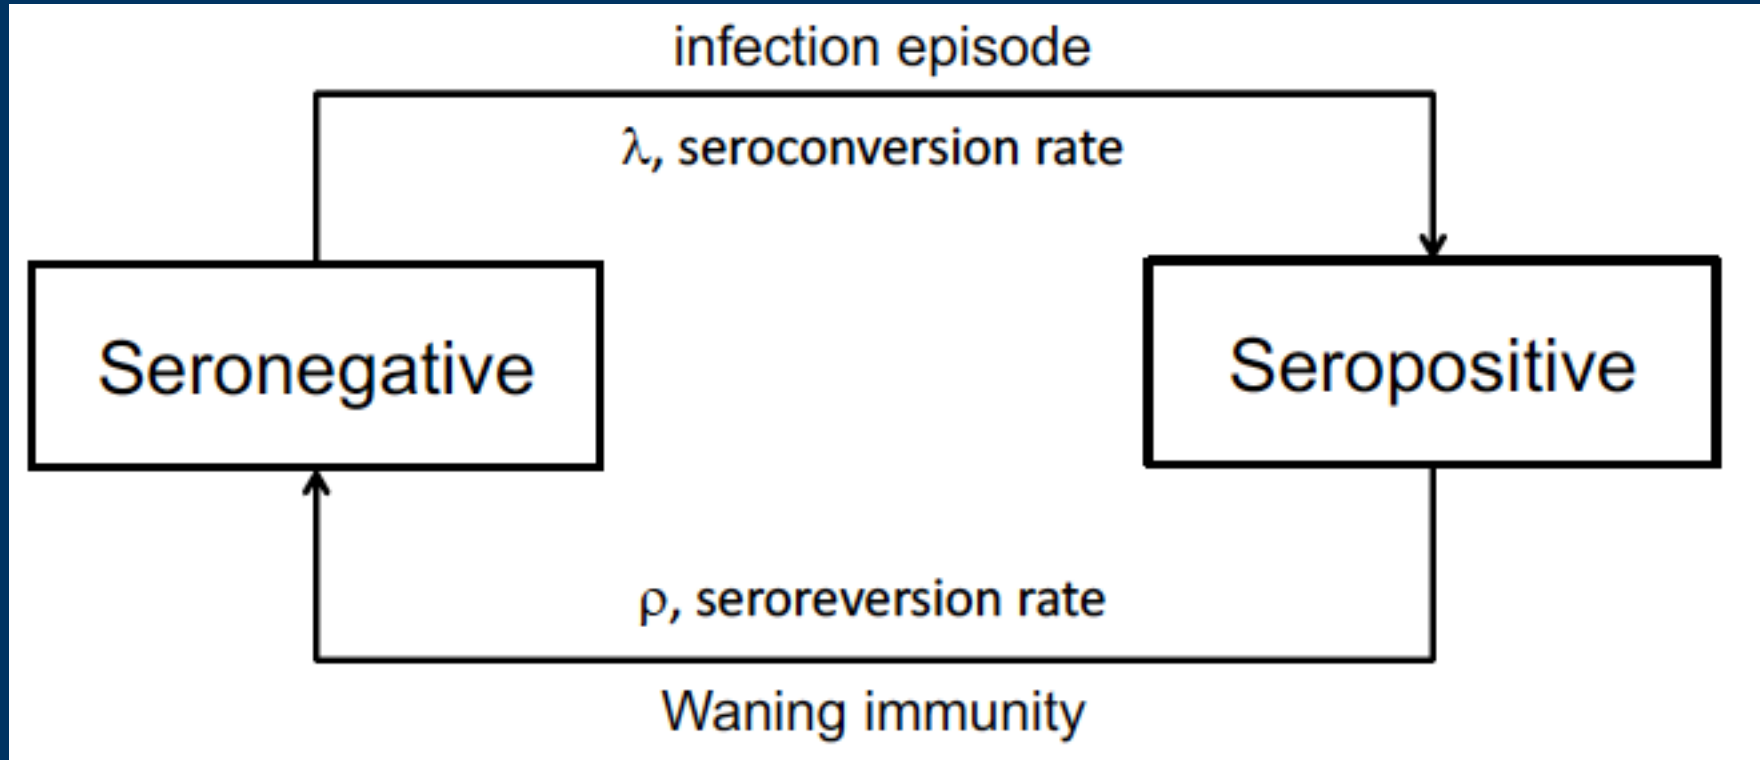 infection episode
λ, seroconversion rate
Seronegative
Seropositive
ρ, seroreversion rate
Waning immunity